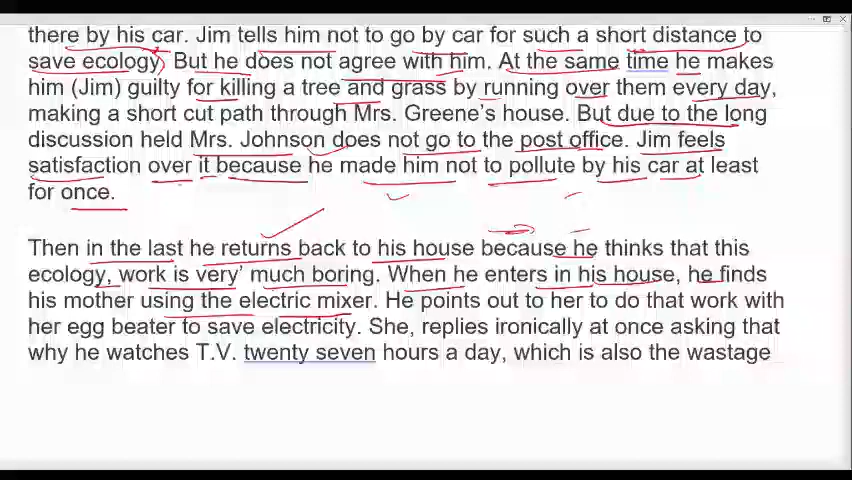 there by his car. Jim tells him not to go by car for such a short distance to
save ecology. But he does not agree with him. At the same time he makes
him (Jim) guilty for killing a tree and grass by running over them every day,
making a short cut path through Mrs. Greene's house. But due to the long
discussion held Mrs. Johnson does not go to the post office. Jim feels
satisfaction over it because he made him not to pollute by his car at least
for once.
Then in the last he returns back to his house because he thinks that this
ecology, work is very' much boring. When he enters in his house, he finds
his mother using the electric mixer. He points out to her to do that work with
her egg beater to save electricity. She, replies ironically at once asking that
why he watches T.V. twenty seven hours a day, which is also the wastage